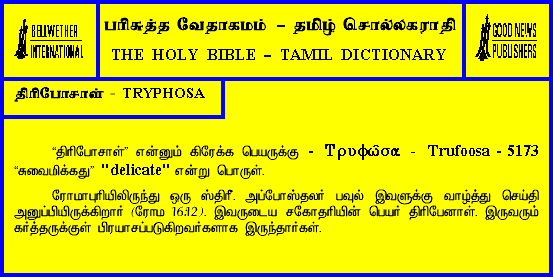 BELLWETHER
INTERNATIONAL
பரிசுத்த வேதாகமம் – தமிழ் சொல்லகராதி
THE HOLY BIBLE – TAMIL DICTIONARY
GOOD NEWS
PUBLISHERS
திரிபோசாள் - TRYPHOSA
“திரிபோசாள்” என்னும் கிரேக்க பெயருக்கு - Τρυφῶσα - Trufoosa - 5173
“சுவைமிக்கது” "delicate" என்று பொருள்.
ரோமாபுரியிலிருந்து ஒரு ஸ்திரீ. அப்போஸ்தலர் பவுல் இவளுக்கு வாழ்த்து செய்தி
அனுப்பியிருக்கிறார் (ரோம 16:12). இவருடைய சகோதரியின் பெயர் திரிபேனாள். இருவரும்
கர்த்தருக்குள் பிரயாசப்படுகிறவர்களாக இருந்தார்கள்.